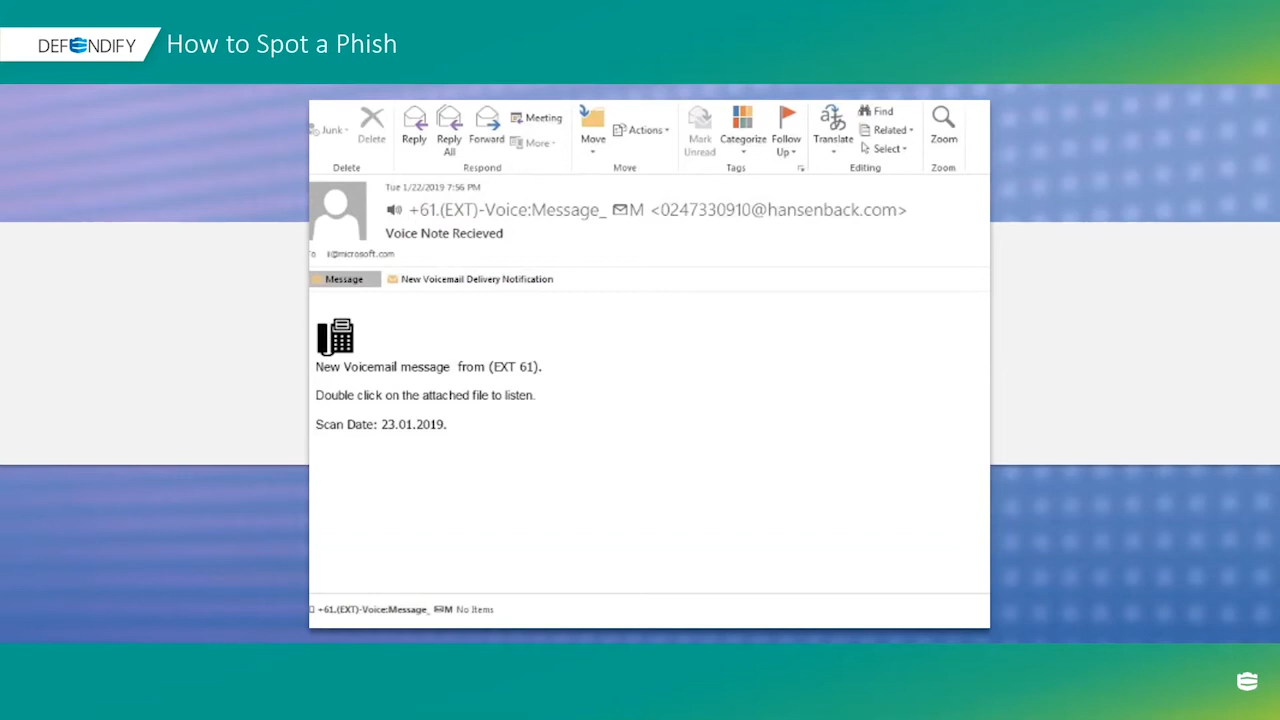 DEFENDIFY
How to Spot a Phish
Junk
Delete
Reply
Reply All
Forward
Meeting
More
Move
Actions
Mark Unread
Categorize
Follow Up
Translate
Find
Related
Select
Zoom
Delete
Respond
Move
Tags
Editing
Zoom
Tue 1/22/2019 7:56 PM
+61.(EXT)-Voice:Message_ M <0247330910@hansenback.com>
Voice Note Recieved
@microsoft.com
Message
New Voicemail Delivery Notification
New Voicemail message from (EXT 61).
Double click on the attached file to listen.
Scan Date: 23.01.2019.
+61.(EXT)-Voice:Message_ M No Items